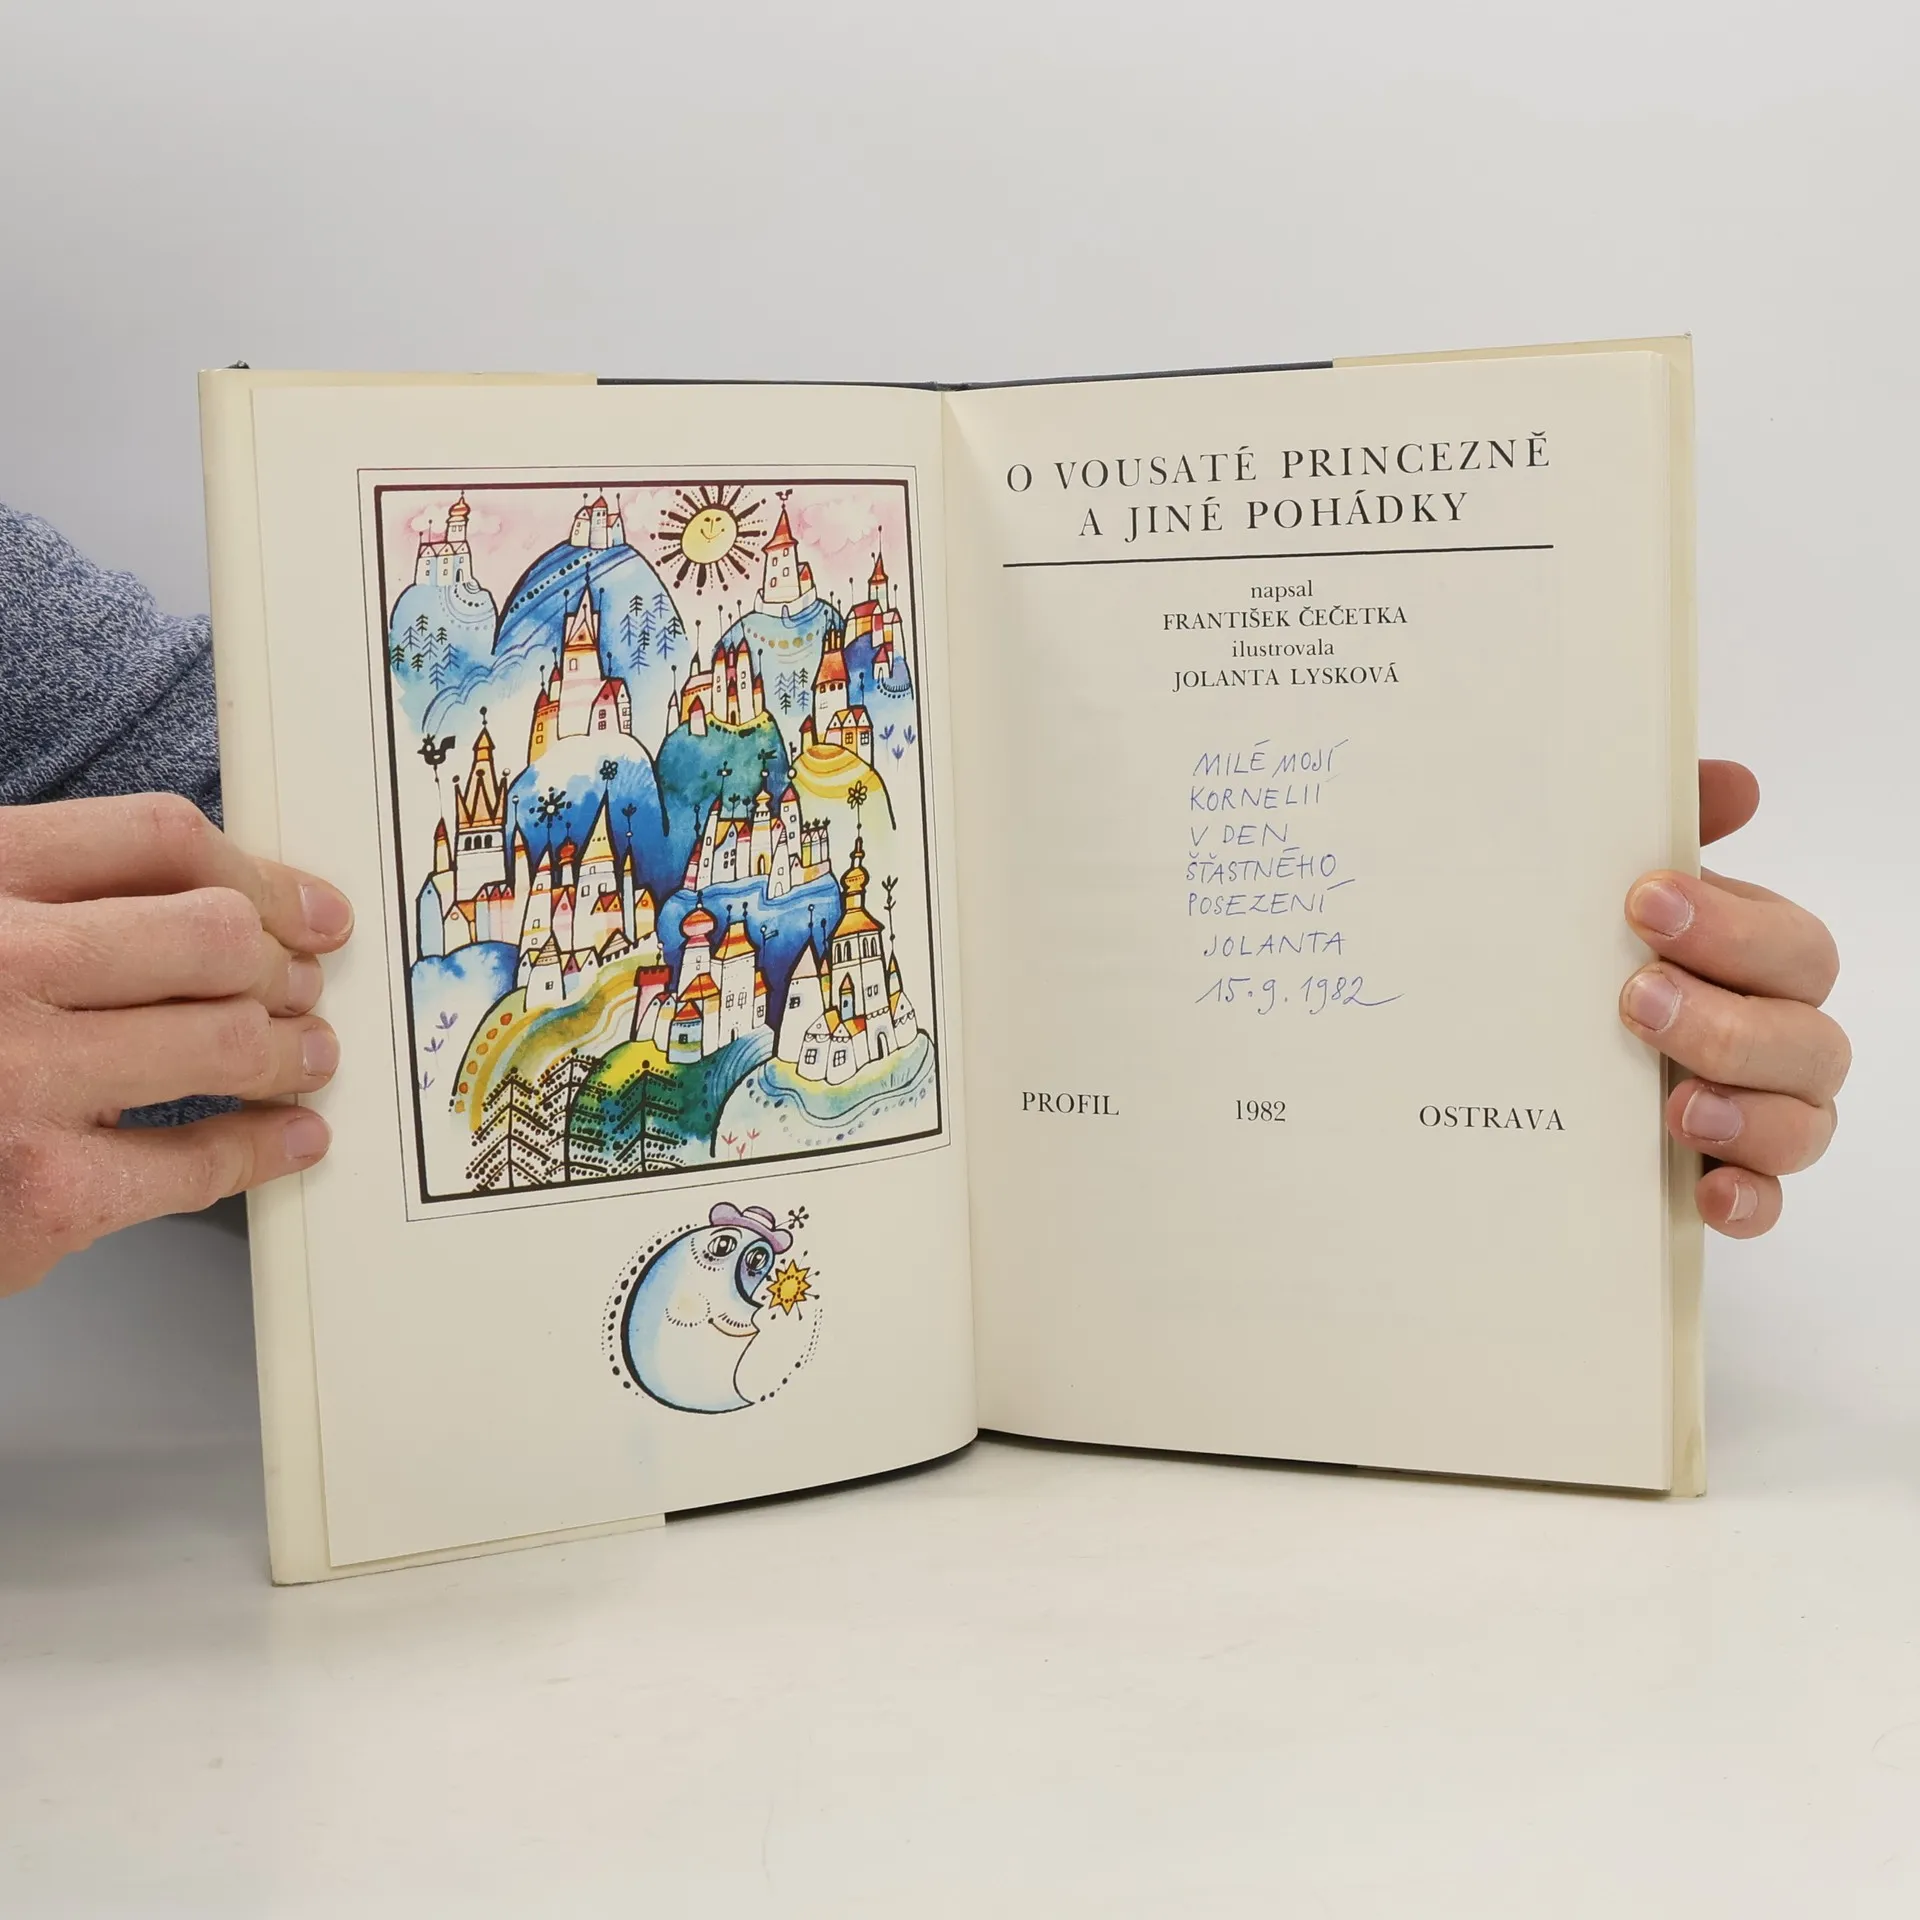 O VOUSATÉ PRINCEZNĚ
A JINÉ POHÁDKY
napsal
FRANTIŠEK ČEČETKA
ilustrovala
JOLANTA LYSKOVÁ
MILÉ MOJÍ
KORNELII
V DEN
ŠŤASTNÉHO
POSEZENÍ
JOLANTA
15.9.1982
PROFIL 1982 OSTRAVA